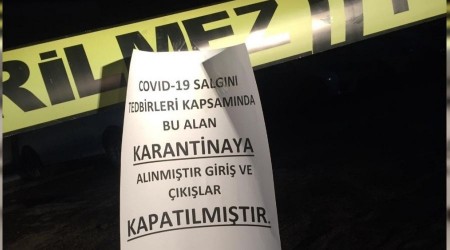 RİLMEZ
COVID-19 SALGINI
TEDBİRLERİ KAPSAMINDA
BU ALAN
KARANTİNAYA
ALINMIŞTIR GİRİŞ VE
ÇIKIŞLAR
KAPATILMIŞTIR.